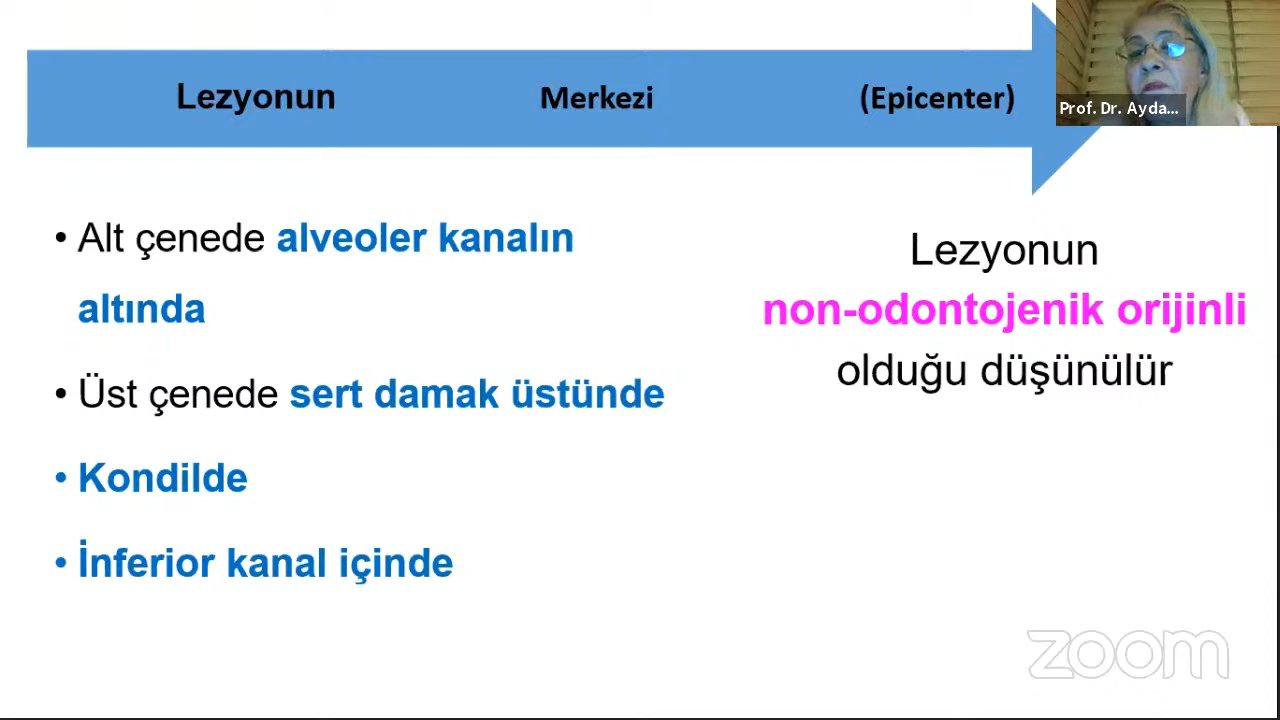 Lezyonun Merkezi (Epicenter)
Prof. Dr. Ayda...
• Alt çenede alveoler kanalın
altında
• Üst çenede sert damak üstünde
• Kondilde
• İnferior kanal içinde
Lezyonun
non-odontojenik orijinli
olduğu düşünülür
zoom